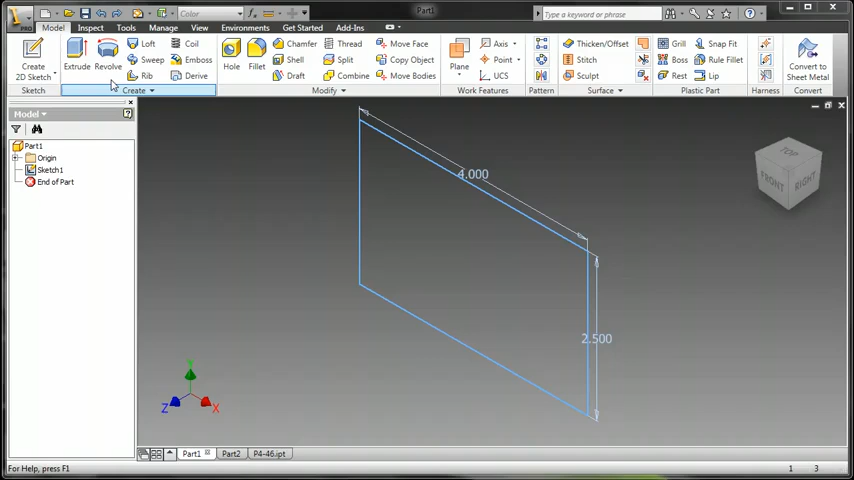 Color Part1 Type a keyword or phrase
PRO Model Inspect Tools Manage View Environments Get Started Add-Ins
Create 2D Sketch Extrude Revolve Loft Coil Hole Fillet Chamfer Thread Move Face Plane Axis Thicken/Offset Grill Snap Fit Convert to Sheet Metal
Sweep Emboss Shell Split Copy Object Point Stitch Boss Rule Fillet
Rib Derive Draft Combine Move Bodies UCS Sculpt Rest Lip
Sketch Create Modify Work Features Pattern Surface Plastic Part Harness Convert
Model
Part1
Origin
Sketch1
End of Part
4.000
2.500
TOP
FRONT RIGHT
Y
Z X
Part1 Part2 P4-46.ipt
For Help, press F1 1 3